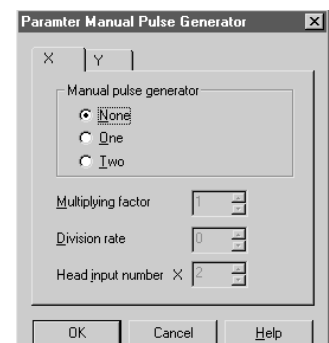 Paramter Manual Pulse Generator
X Y
Manual pulse generator
None
One
Two
Multiplying factor 1
Division rate 0
Head input number X 2
OK Cancel Help